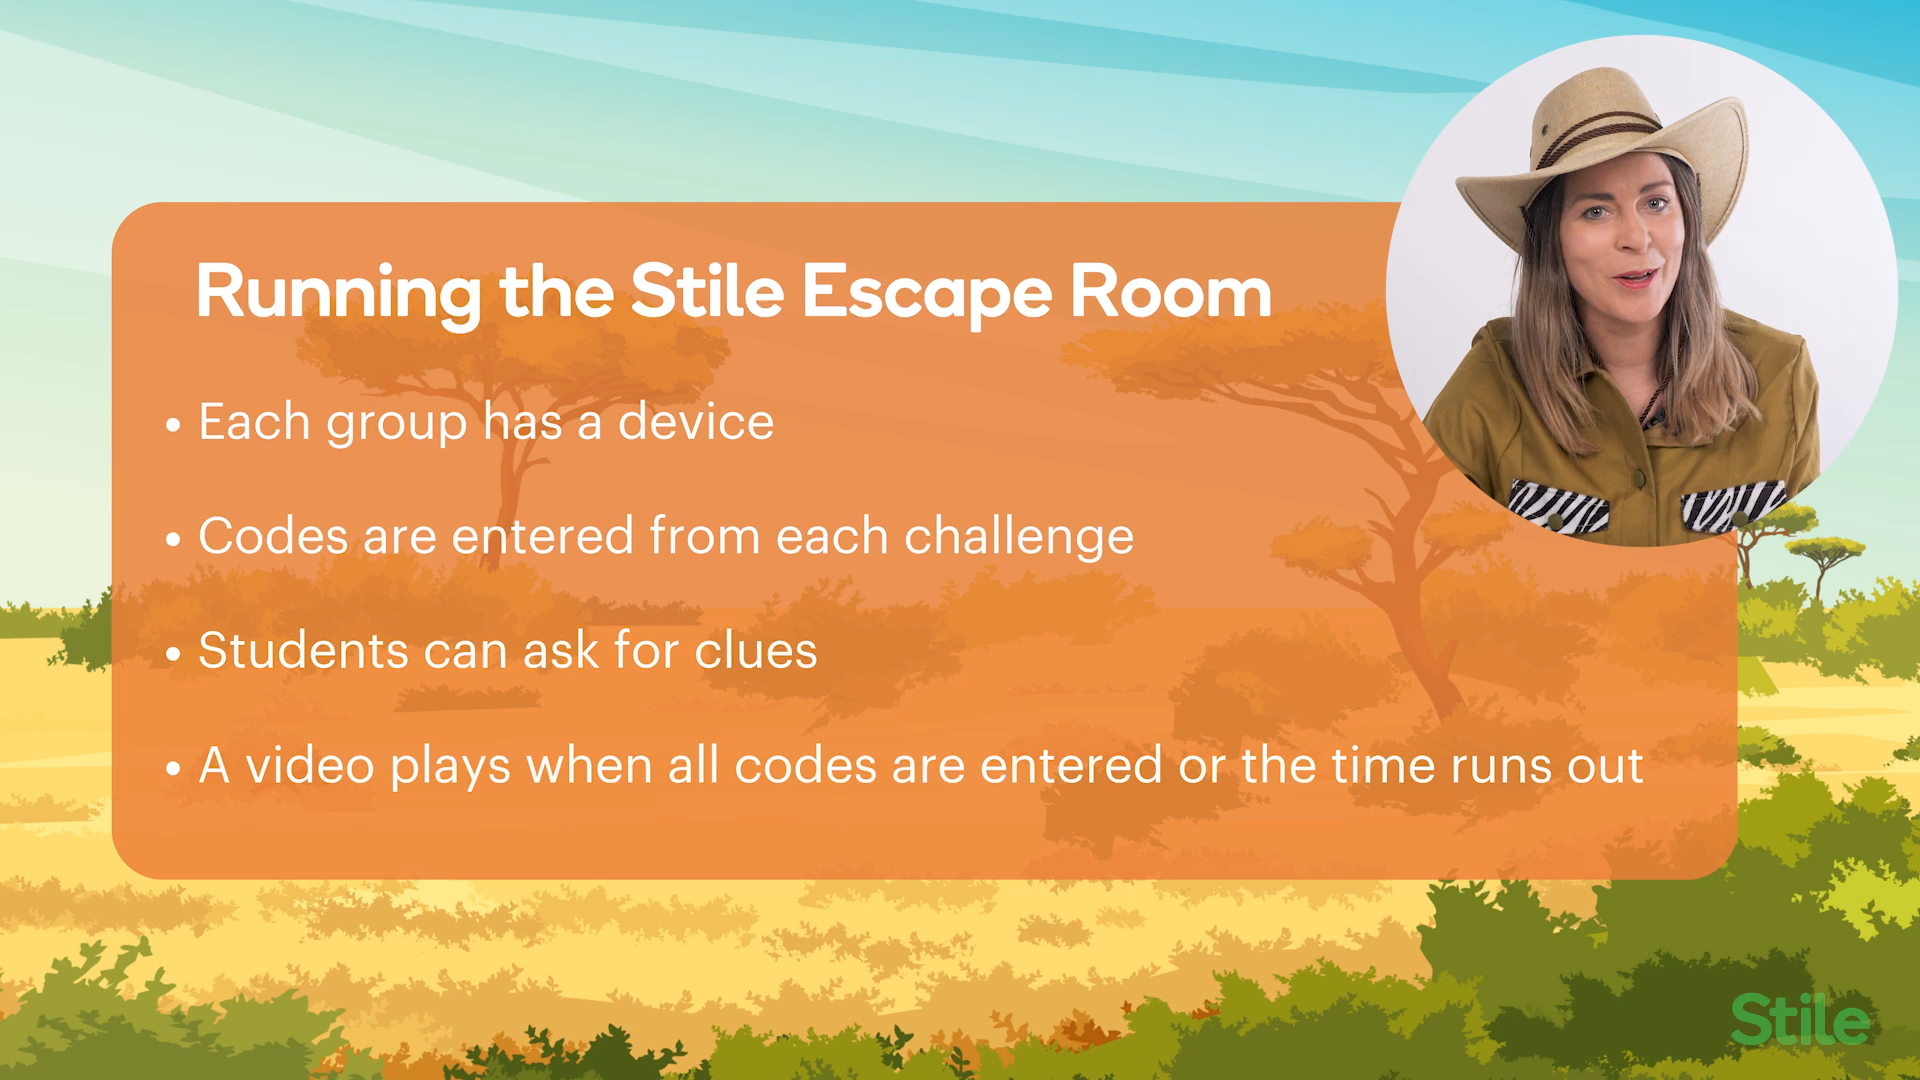 Running the Stile Escape Room
• Each group has a device
• Codes are entered from each challenge
• Students can ask for clues
• A video plays when all codes are entered or the time runs out
Stile